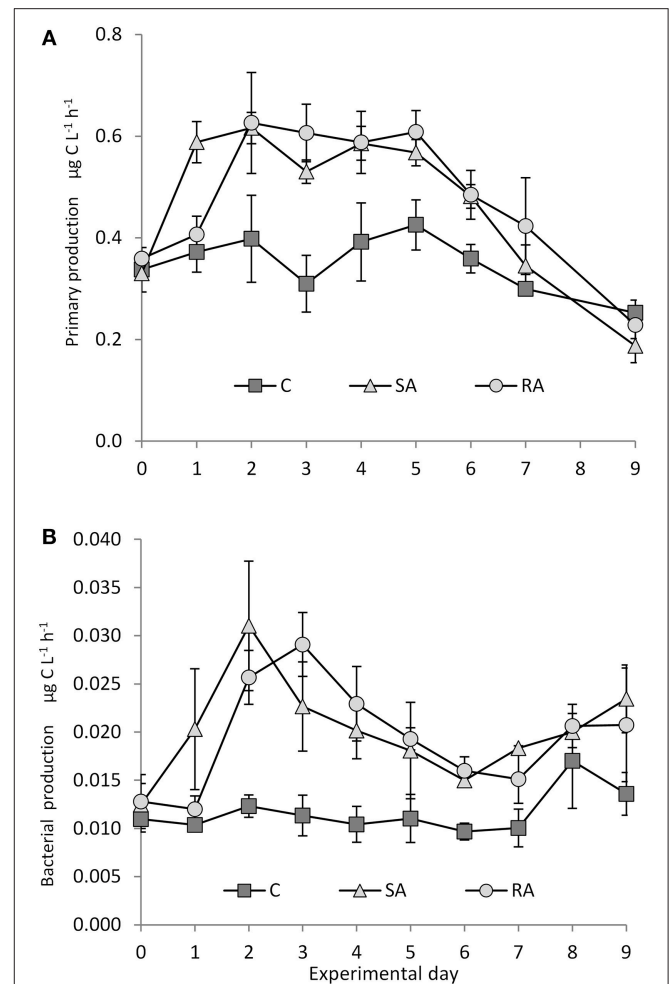 A
0.8
0.6
0.4
0.2
0.0
Primary production µg C L-1 h-1
C SA RA
0 1 2 3 4 5 6 7 8 9
B
0.040
0.035
0.030
0.025
0.020
0.015
0.010
0.005
0.000
Bacterial production µg C L-1 h-1
C SA RA
0 1 2 3 4 5 6 7 8 9
Experimental day